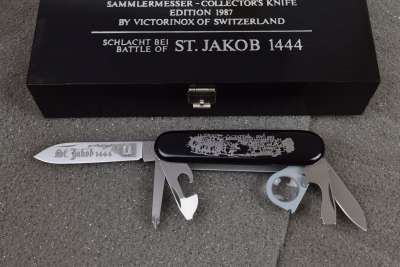 SAMMLERMESSER - COLLECTOR'S KNIFE
EDITION 1987
BY VICTORINOX OF SWITZERLAND
SCHLACHT BEI
BATTLE OF ST. JAKOB 1444
St. Jakob 1444